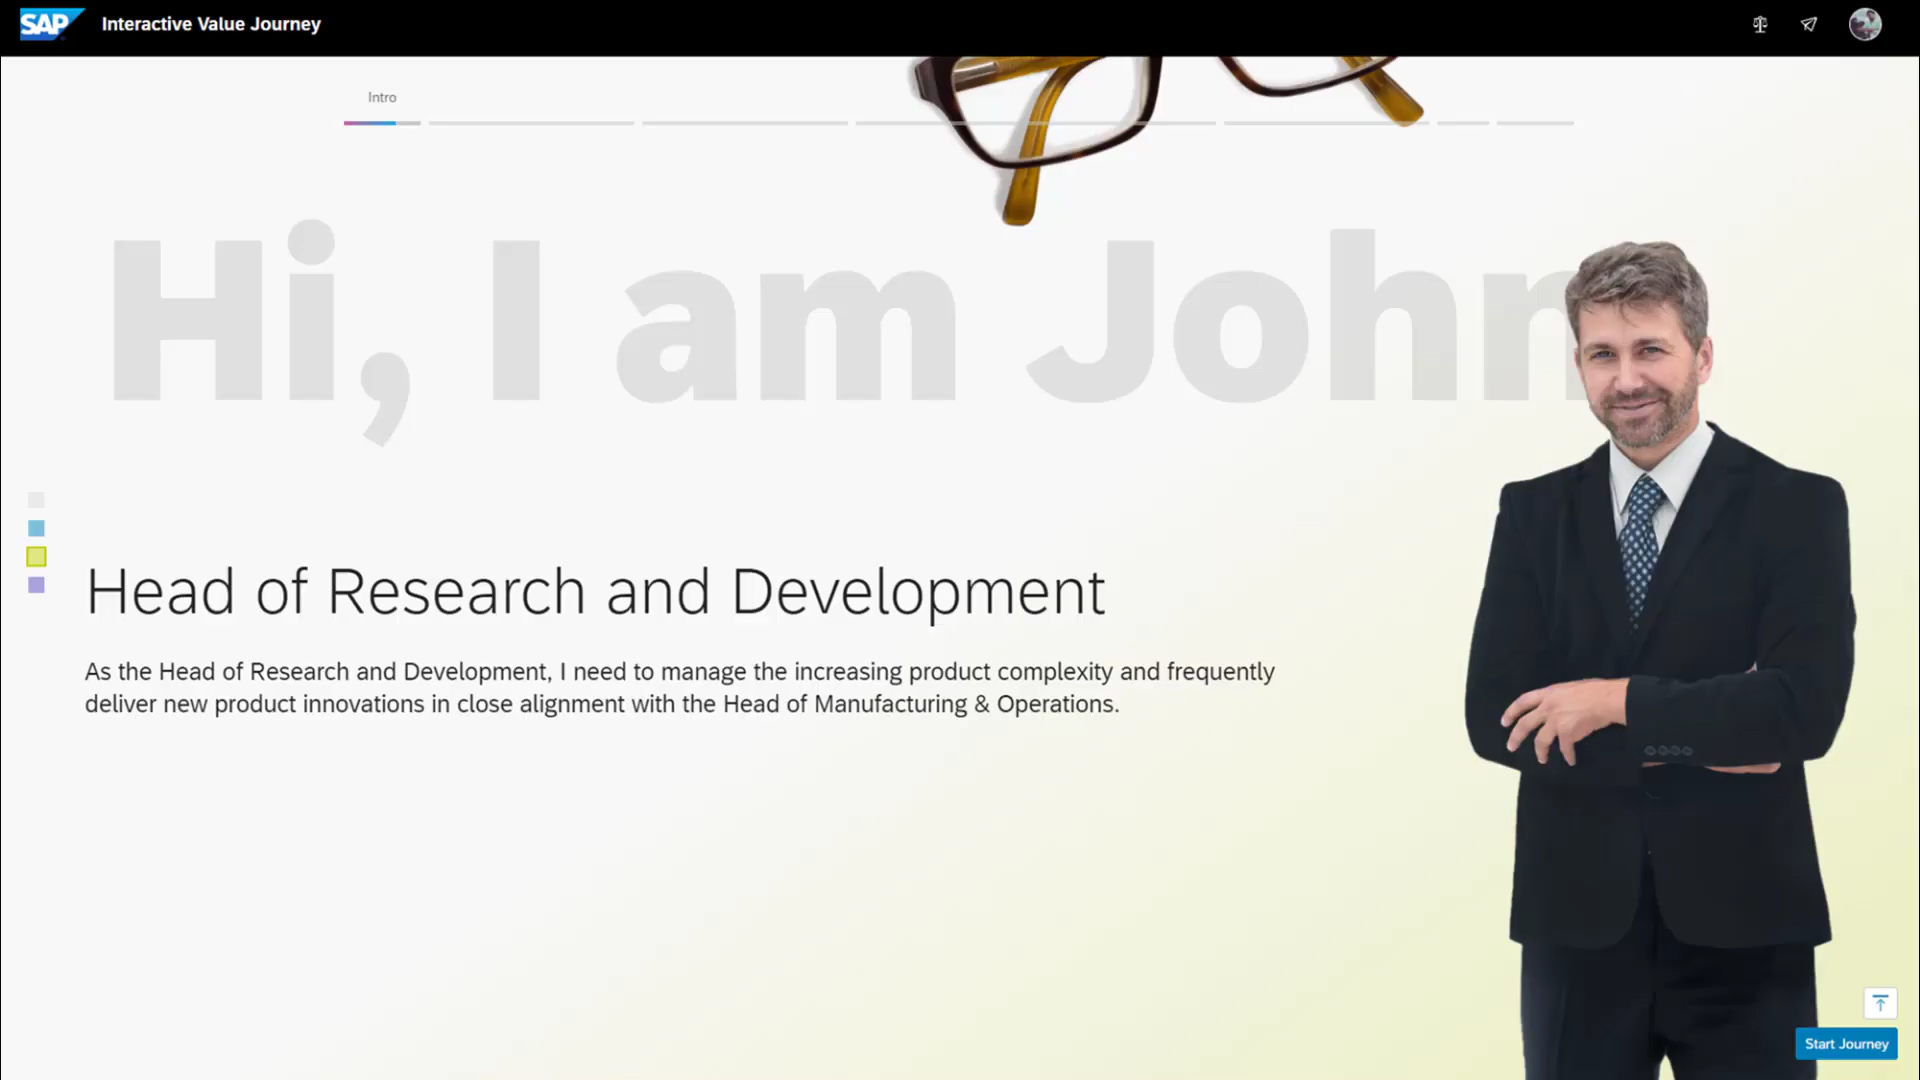 SAP Interactive Value Journey
Intro
Hi, I am John
Head of Research and Development
As the Head of Research and Development, I need to manage the increasing product complexity and frequently
deliver new product innovations in close alignment with the Head of Manufacturing & Operations.
Start Journey